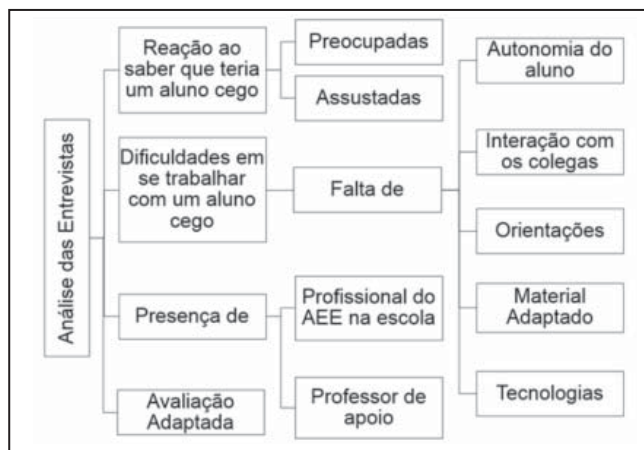 Análise das Entrevistas
Reação ao
saber que teria
um aluno cego
Preocupadas
Assustadas
Dificuldades em
se trabalhar
com um aluno
cego
Falta de
Autonomia do
aluno
Interação com
os colegas
Orientações
Material
Adaptado
Tecnologias
Presença de
Profissional do
AEE na escola
Professor de
apoio
Avaliação
Adaptada